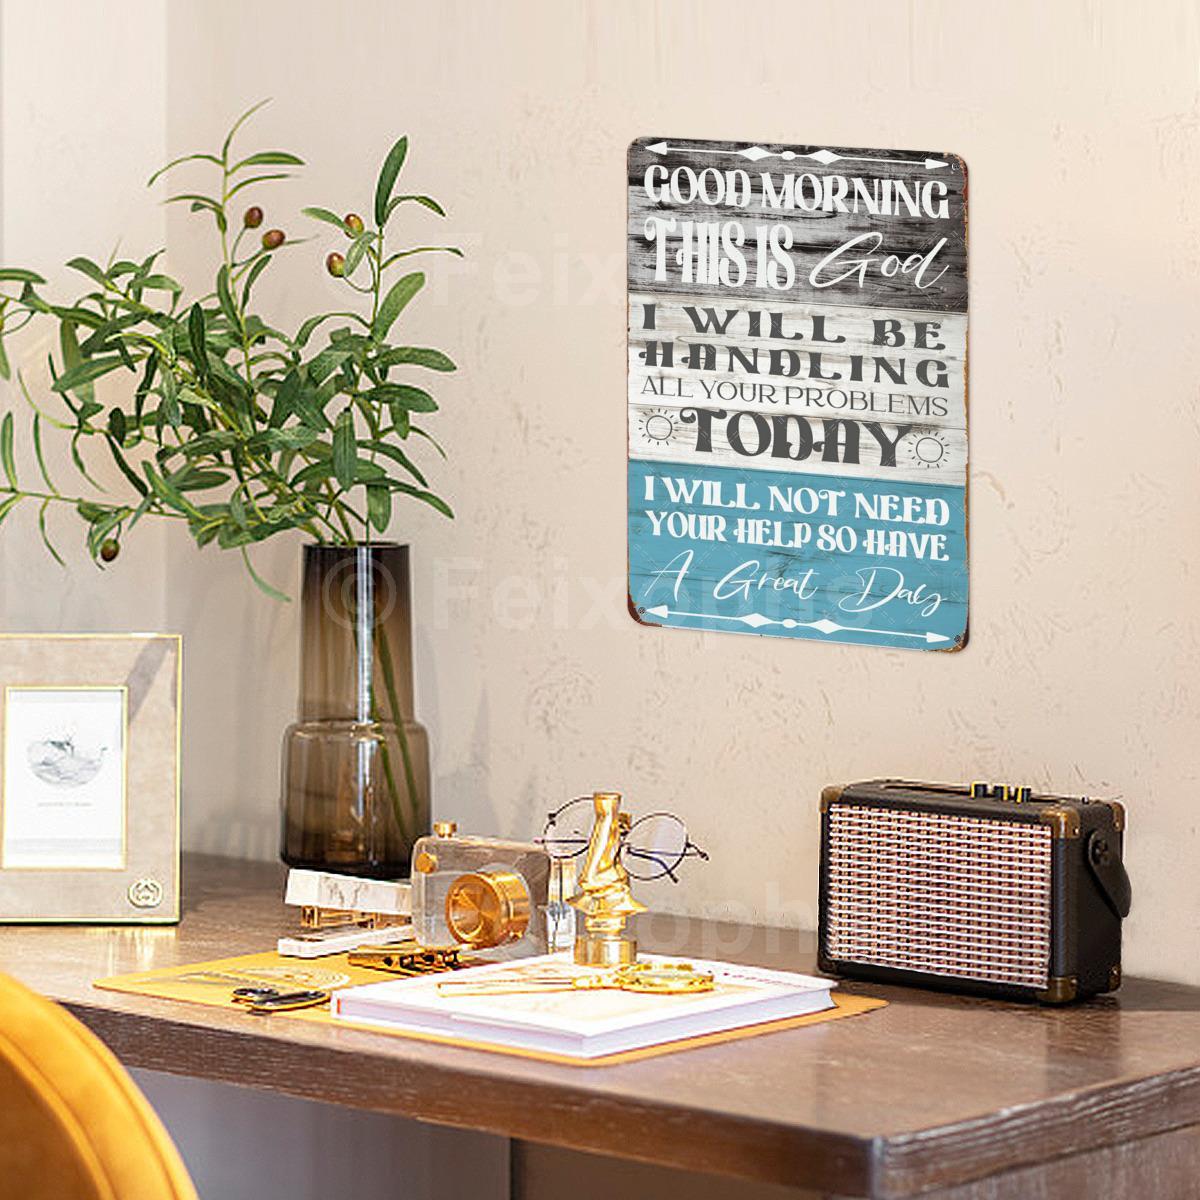 GOOD MORNING
THIS IS God
I WILL BE
HANDLING
ALL YOUR PROBLEMS
TODAY
I WILL NOT NEED
YOUR HELP SO HAVE
A Great Day
© Feixopho